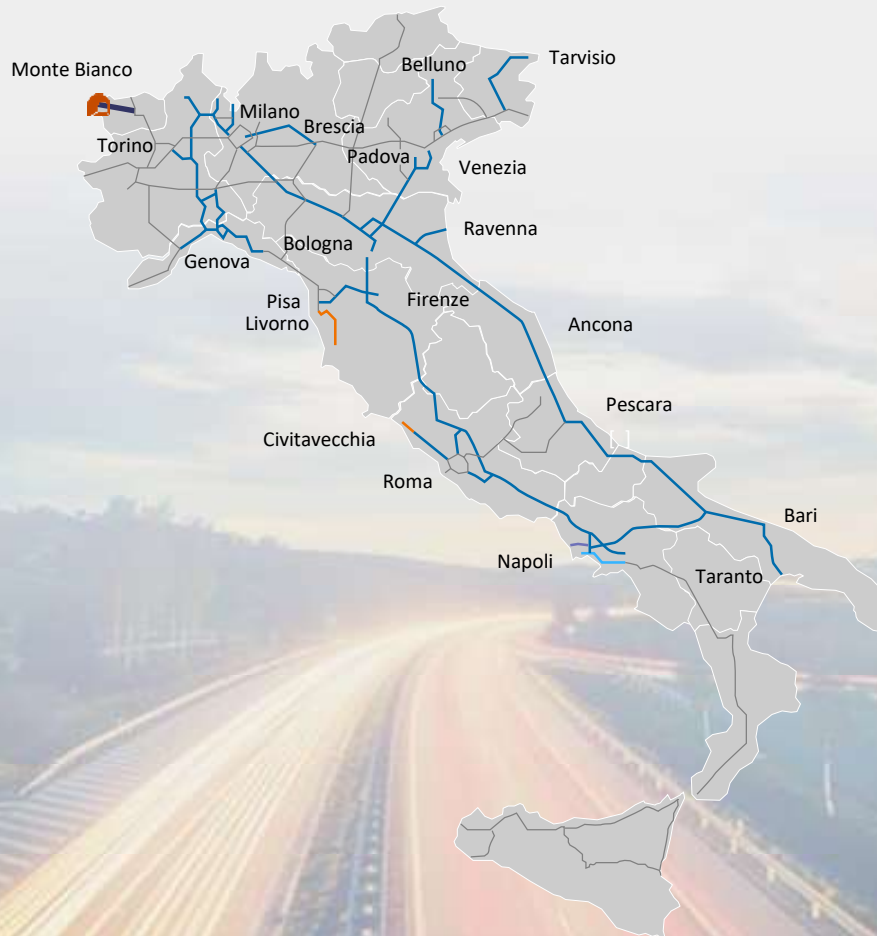 Monte Bianco
Belluno
Tarvisio
Milano
Brescia
Torino
Padova
Venezia
Ravenna
Bologna
Genova
Pisa
Livorno
Firenze
Ancona
Pescara
Civitavecchia
Roma
Bari
Napoli
Taranto